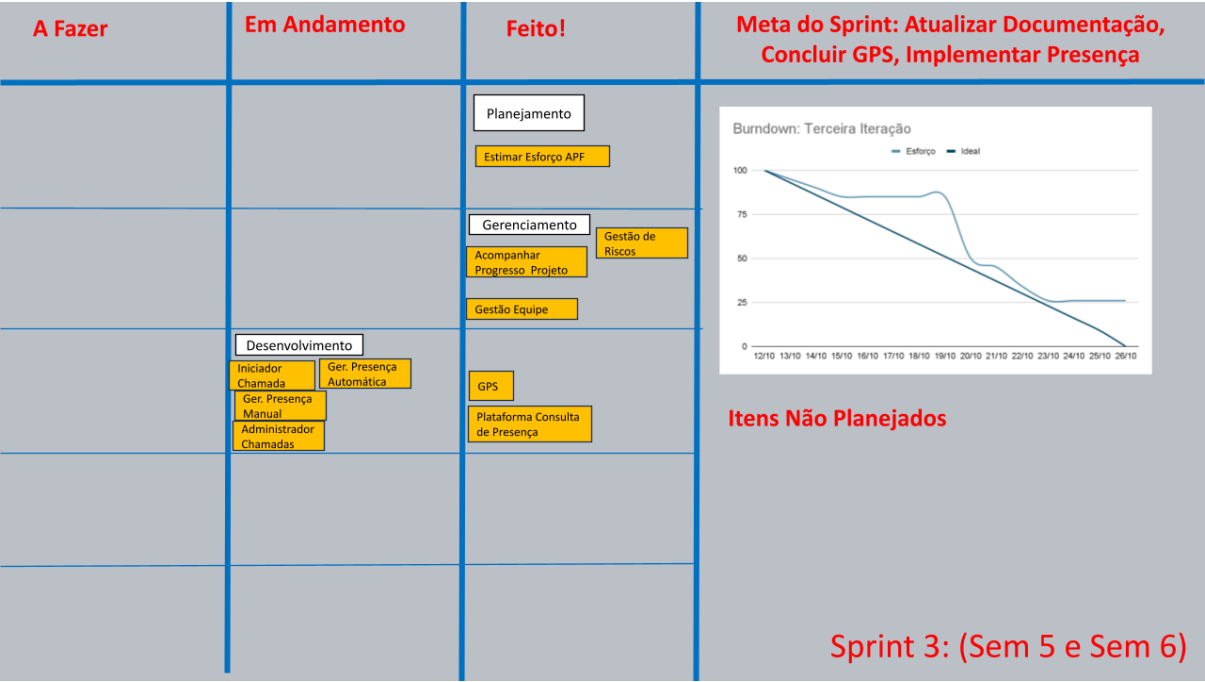 A Fazer
Em Andamento
Feito!
Meta do Sprint: Atualizar Documentação,
Concluir GPS, Implementar Presença
Planejamento
Estimar Esforço APF
Gerenciamento
Gestão de
Riscos
Acompanhar
Progresso Projeto
Gestão Equipe
Desenvolvimento
Iniciador
Chamada
Ger. Presença
Automática
Ger. Presença
Manual
Administrador
Chamadas
GPS
Plataforma Consulta
de Presença
Burndown: Terceira Iteração
Esforço Ideal
100
75
50
25
0
12/10 13/10 14/10 15/10 16/10 17/10 18/10 19/10 20/10 21/10 22/10 23/10 24/10 25/10 26/10
Itens Não Planejados
Sprint 3: (Sem 5 e Sem 6)